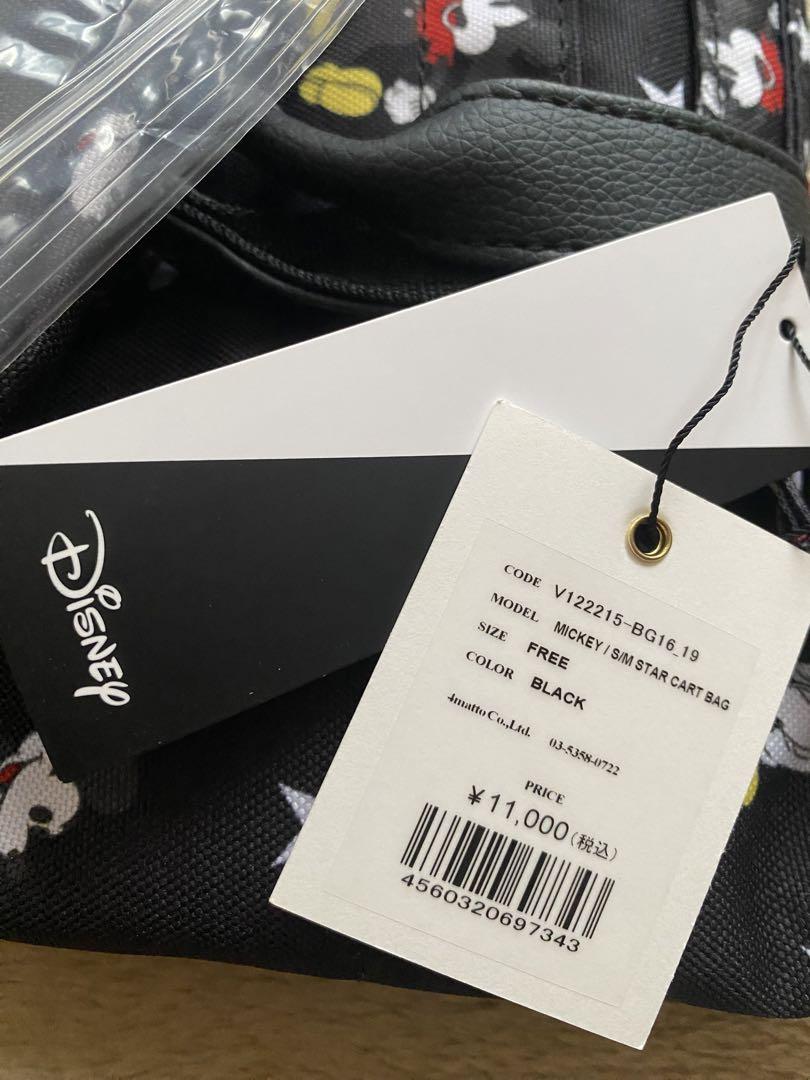 Disney
CODE V122215-BG16_19
MODEL MICKEY / S/M STAR CART BAG
SIZE FREE
COLOR BLACK
4matto Co.,Ltd. 03-5358-0722
PRICE
¥11,000(税込)
4560320697343